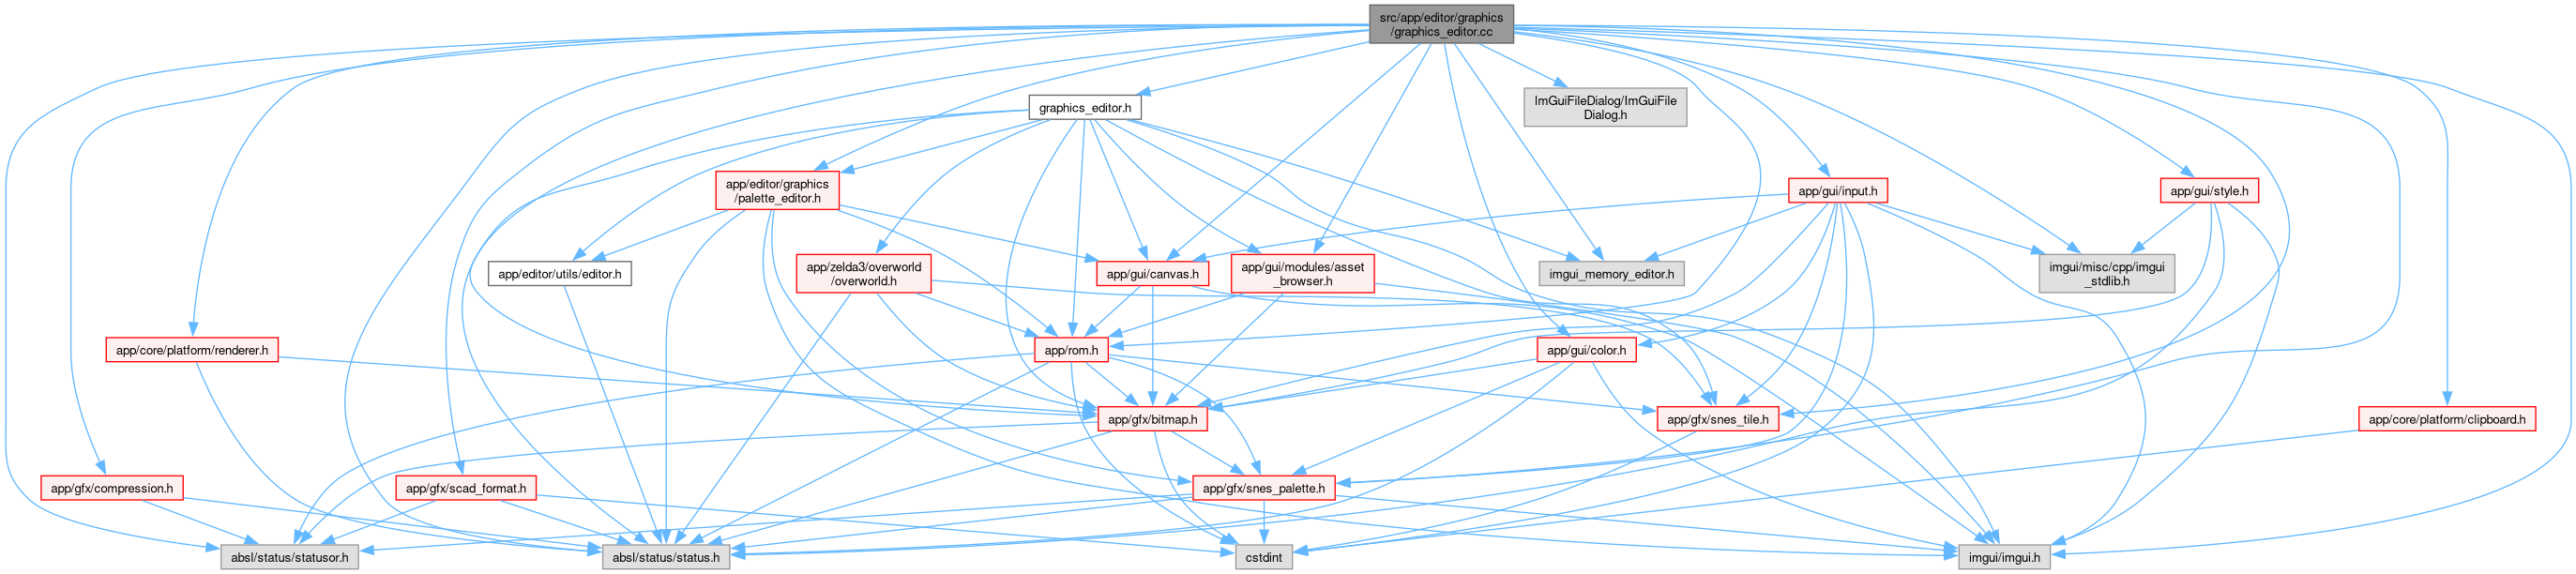 src/app/editor/graphics
/graphics_editor.cc
ImGuiFileDialog/ImGuiFile
Dialog.h
graphics_editor.h
app/editor/graphics
/palette_editor.h
app/gui/input.h
app/gui/style.h
app/editor/utils/editor.h
app/zelda3/overworld
/overworld.h
app/gui/canvas.h
app/gui/modules/asset
_browser.h
imgui_memory_editor.h
imgui/misc/cpp/imgui
_stdlib.h
app/core/platform/renderer.h
app/rom.h
app/gui/color.h
app/gfx/bitmap.h
app/gfx/snes_tile.h
app/core/platform/clipboard.h
app/gfx/compression.h
app/gfx/scad_format.h
app/gfx/snes_palette.h
absl/status/statusor.h
absl/status/status.h
cstdint
imgui/imgui.h